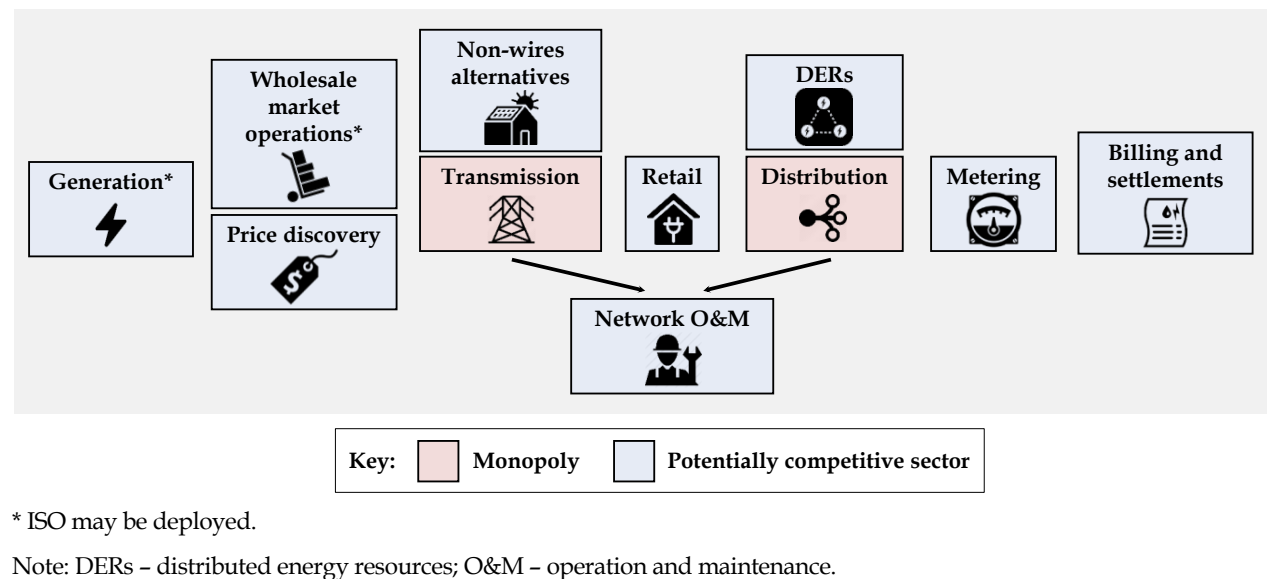 Generation*
Wholesale
market
operations*
Price discovery
$
Non-wires
alternatives
Transmission
Retail
DERs
Distribution
Metering
Billing and
settlements
Network O&M
Key:
Monopoly
Potentially competitive sector
* ISO may be deployed.
Note: DERs – distributed energy resources; O&M – operation and maintenance.